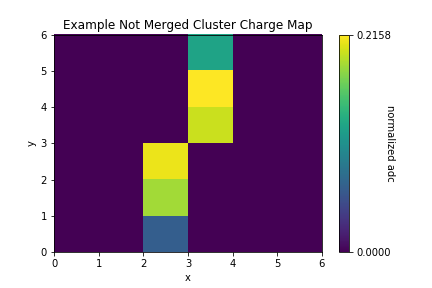 Example Not Merged Cluster Charge Map
6
5
4
3
2
1
0
y
0 1 2 3 4 5 6
x
0.2158
0.0000
normalized adc